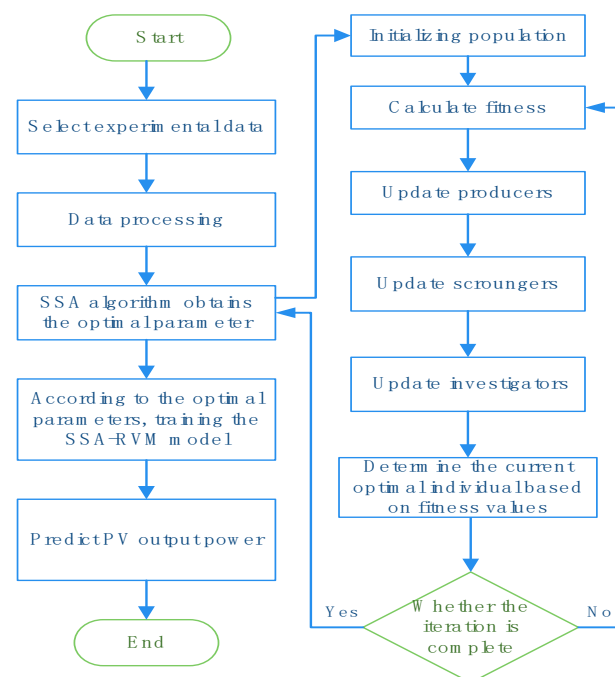 Start
Select experimental data
Data processing
SSA algorithm obtains
the optimal parameter
According to the optimal
parameters, training the
SSA-RVM model
Predict PV output power
End
Initializing population
Calculate fitness
Update producers
Update scroungers
Update investigators
Determine the current
optimal individual based
on fitness values
Whether the
iteration is
complete
Yes
No